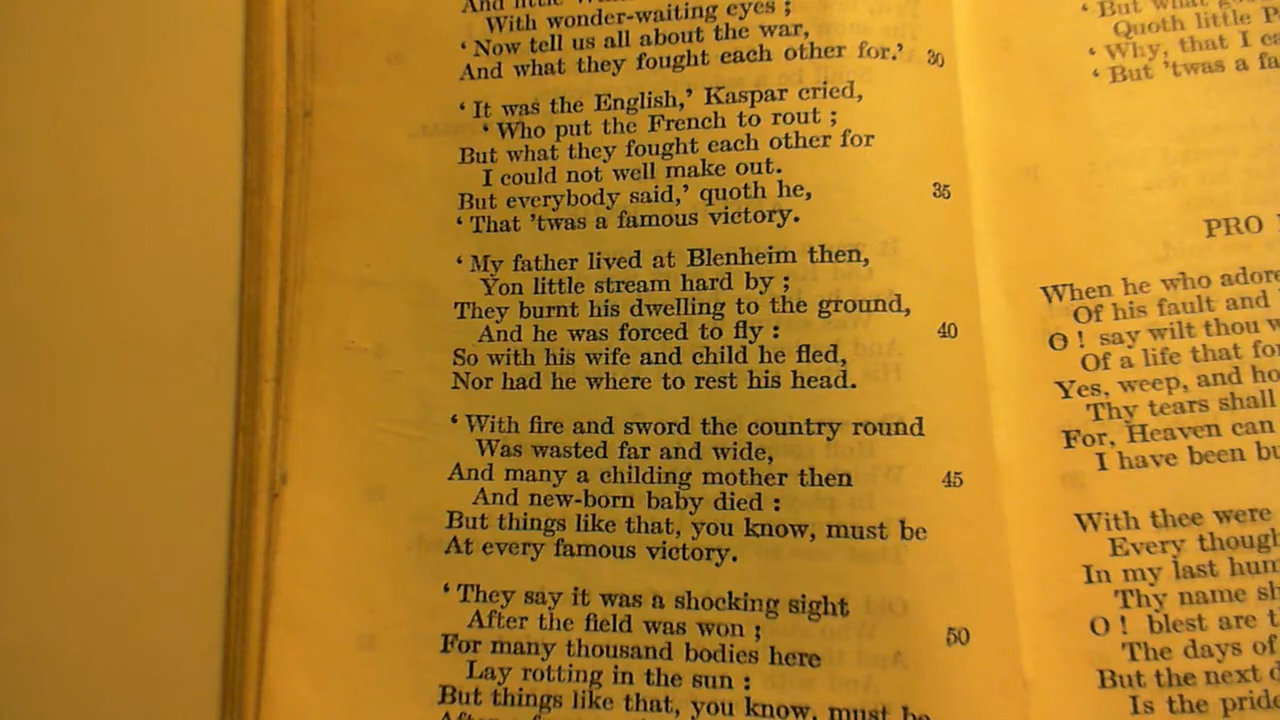 And little
With wonder-waiting eyes ;
‘ Now tell us all about the war,
And what they fought each other for.’ 30
‘ It was the English,’ Kaspar cried,
‘ Who put the French to rout ;
But what they fought each other for
I could not well make out.
But everybody said,’ quoth he, 35
‘ That ’twas a famous victory.
‘ My father lived at Blenheim then,
Yon little stream hard by ;
They burnt his dwelling to the ground,
And he was forced to fly : 40
So with his wife and child he fled,
Nor had he where to rest his head.
‘ With fire and sword the country round
Was wasted far and wide,
And many a childing mother then 45
And new-born baby died :
But things like that, you know, must be
At every famous victory.
‘ They say it was a shocking sight
After the field was won ; 50
For many thousand bodies here
Lay rotting in the sun :
But things like that, you know, must be
‘ But what
Quoth little P
‘ Why, that I ca
‘ But ’twas a fa
PRO
When he who adore
Of his fault and
O ! say wilt thou w
Of a life that for
Yes, weep, and ho
Thy tears shall
For, Heaven can
I have been bu
With thee were
Every though
In my last hum
Thy name sh
O ! blest are t
The days of
But the next d
Is the pride